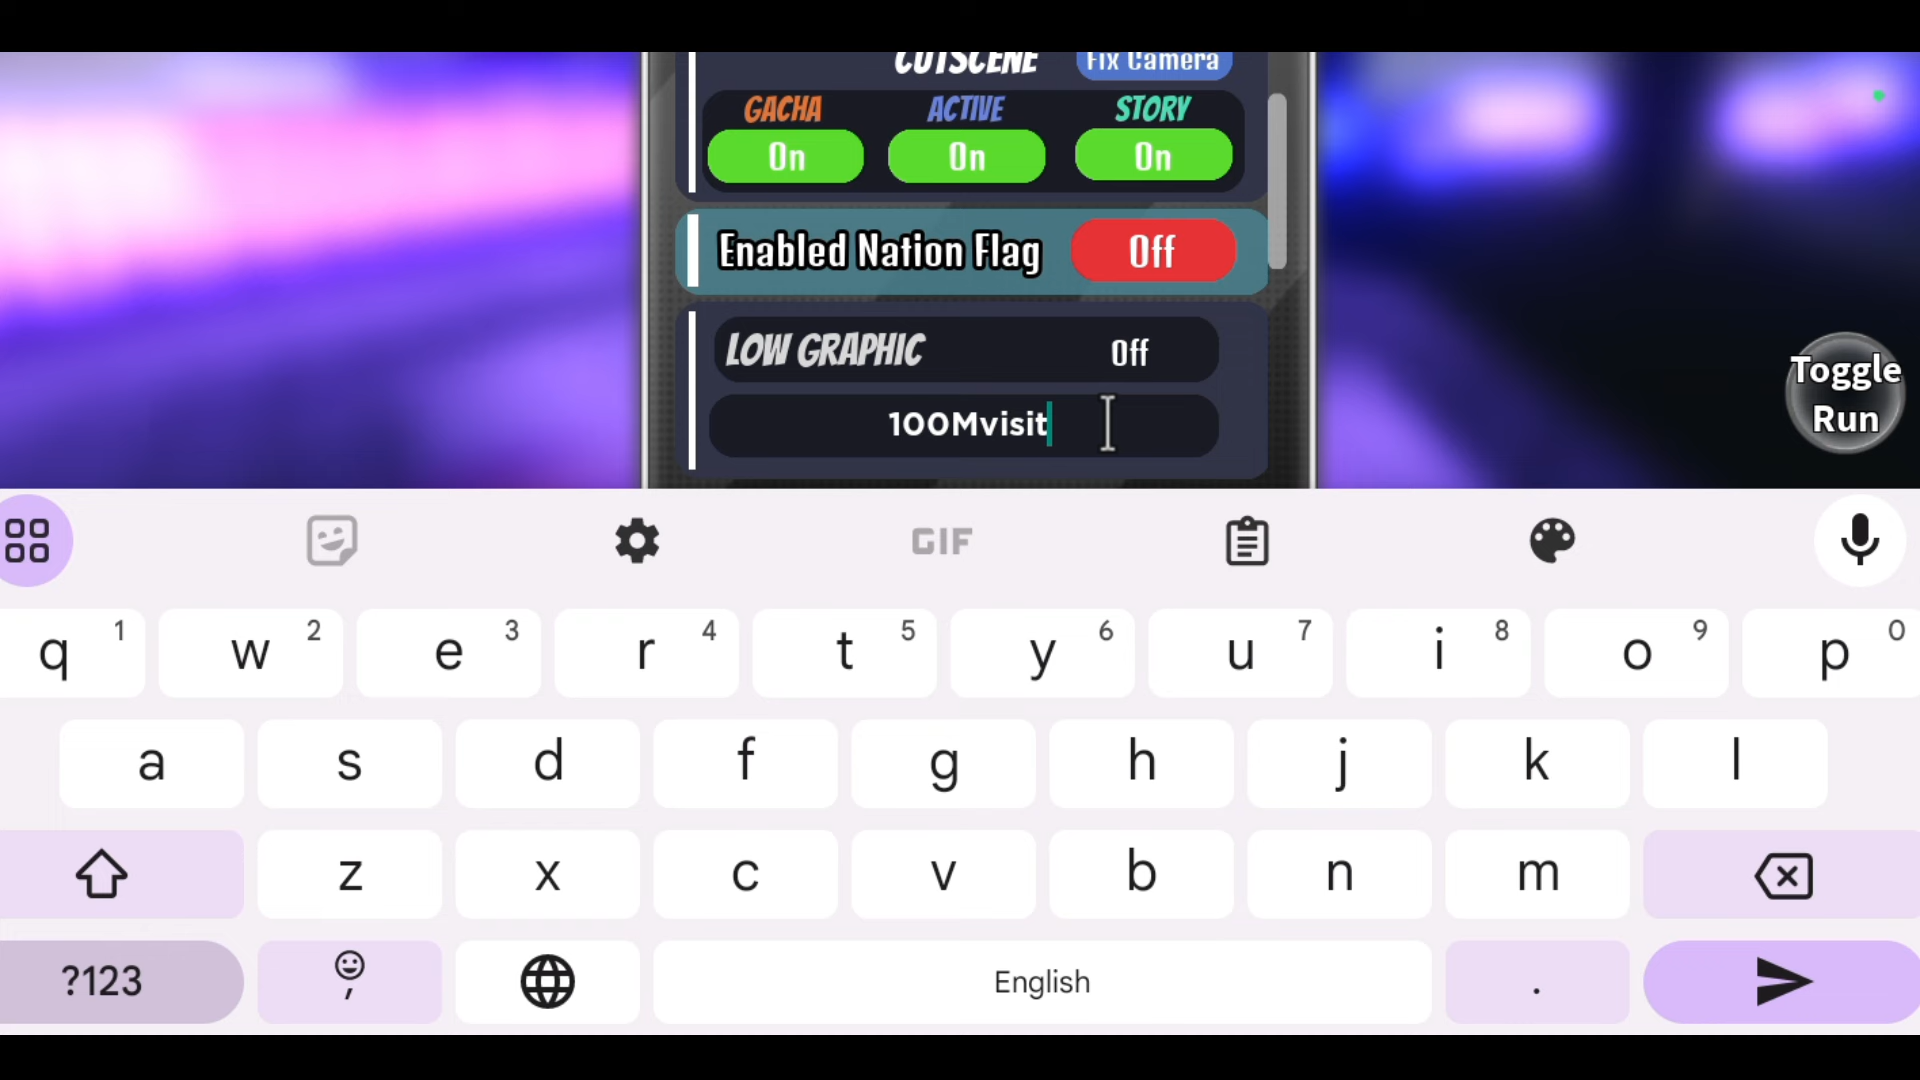 CUTSCENE Fix Camera
GACHA ACTIVE STORY
On On On
Enabled Nation Flag Off
LOW GRAPHIC Off
100Mvisit
Toggle
Run
GIF
q 1 w 2 e 3 r 4 t 5 y 6 u 7 i 8 o 9 p 0
a s d f g h j k l
z x c v b n m
?123 , English .